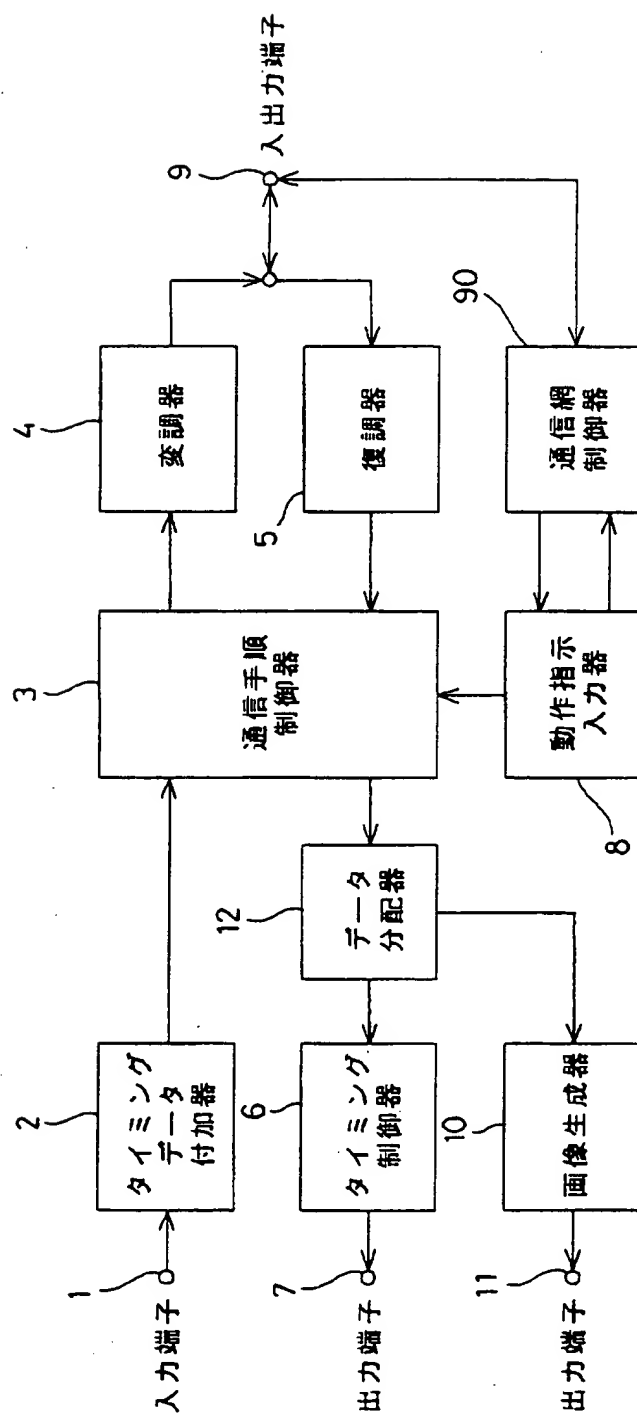 1
入力端子
2
タイミング
データ
付加器
3
通信手順
制御器
4
変調器
9
入出力端子
5
復調器
7
出力端子
6
タイミング
制御器
12
データ
分配器
11
出力端子
10
画像生成器
8
動作指示
入力器
90
通信網
制御器